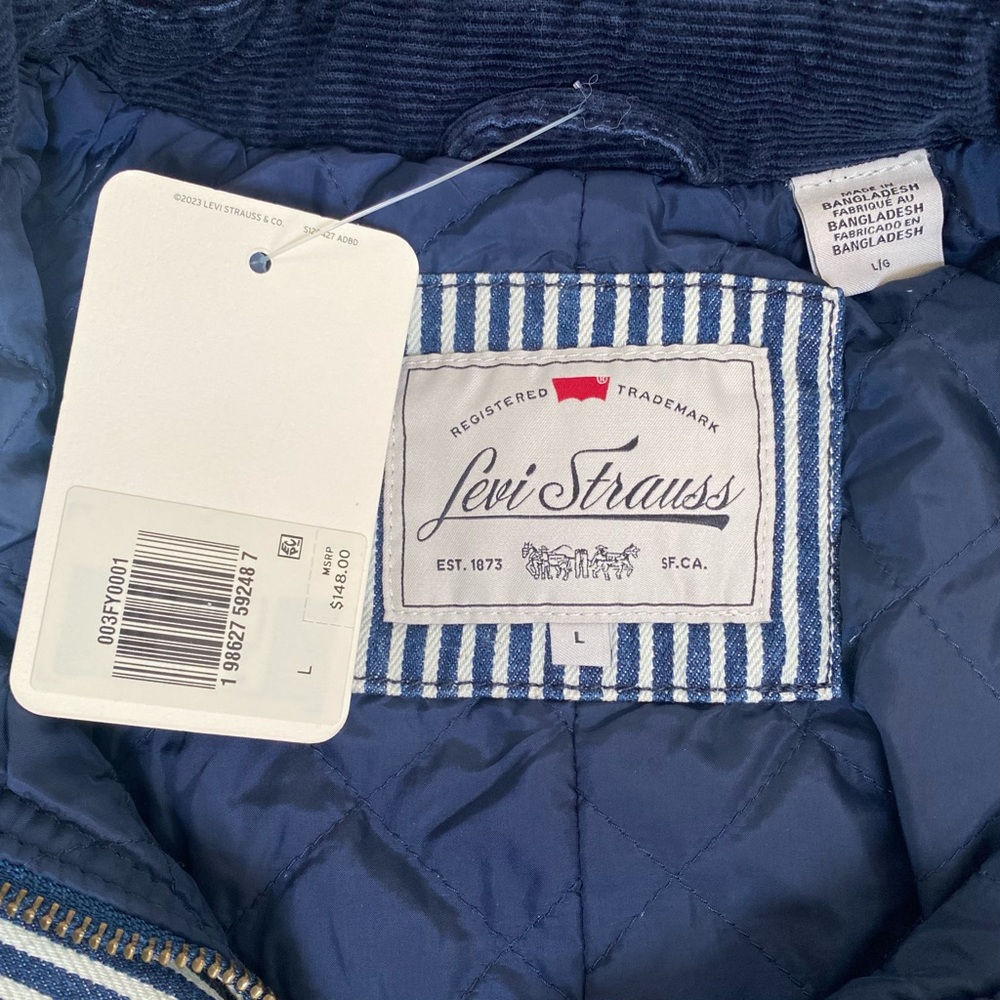 ©2023 LEVI STRAUSS & CO.
ADBD
003FY0001
1 98627 59248 7
L
MSRP
$148.00
REGISTERED ® TRADEMARK
Levi Strauss
EST. 1873
SF.CA.
L
MADE IN
BANGLADESH
FABRIQUÉ AU
BANGLADESH
FABRICADO EN
BANGLADESH
L/G